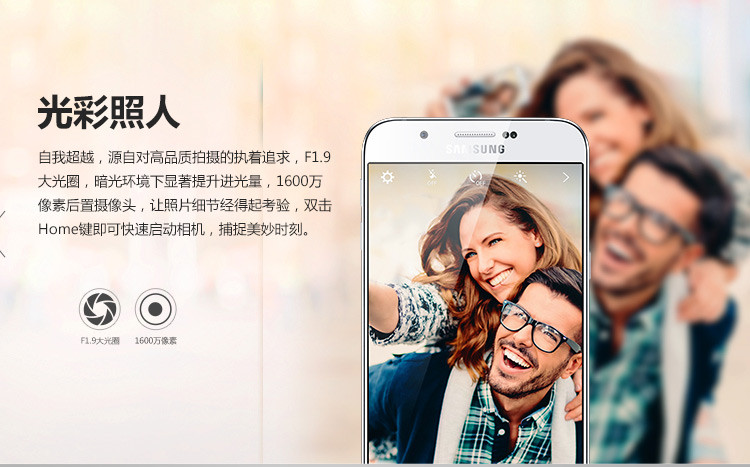 光彩照人
自我超越，源自对高品质拍摄的执着追求，F1.9
大光圈，暗光环境下显著提升进光量，1600万
像素后置摄像头，让照片细节经得起考验，双击
Home键即可快速启动相机，捕捉美妙时刻。
F1.9大光圈
1600万像素
SAMSUNG
OFF